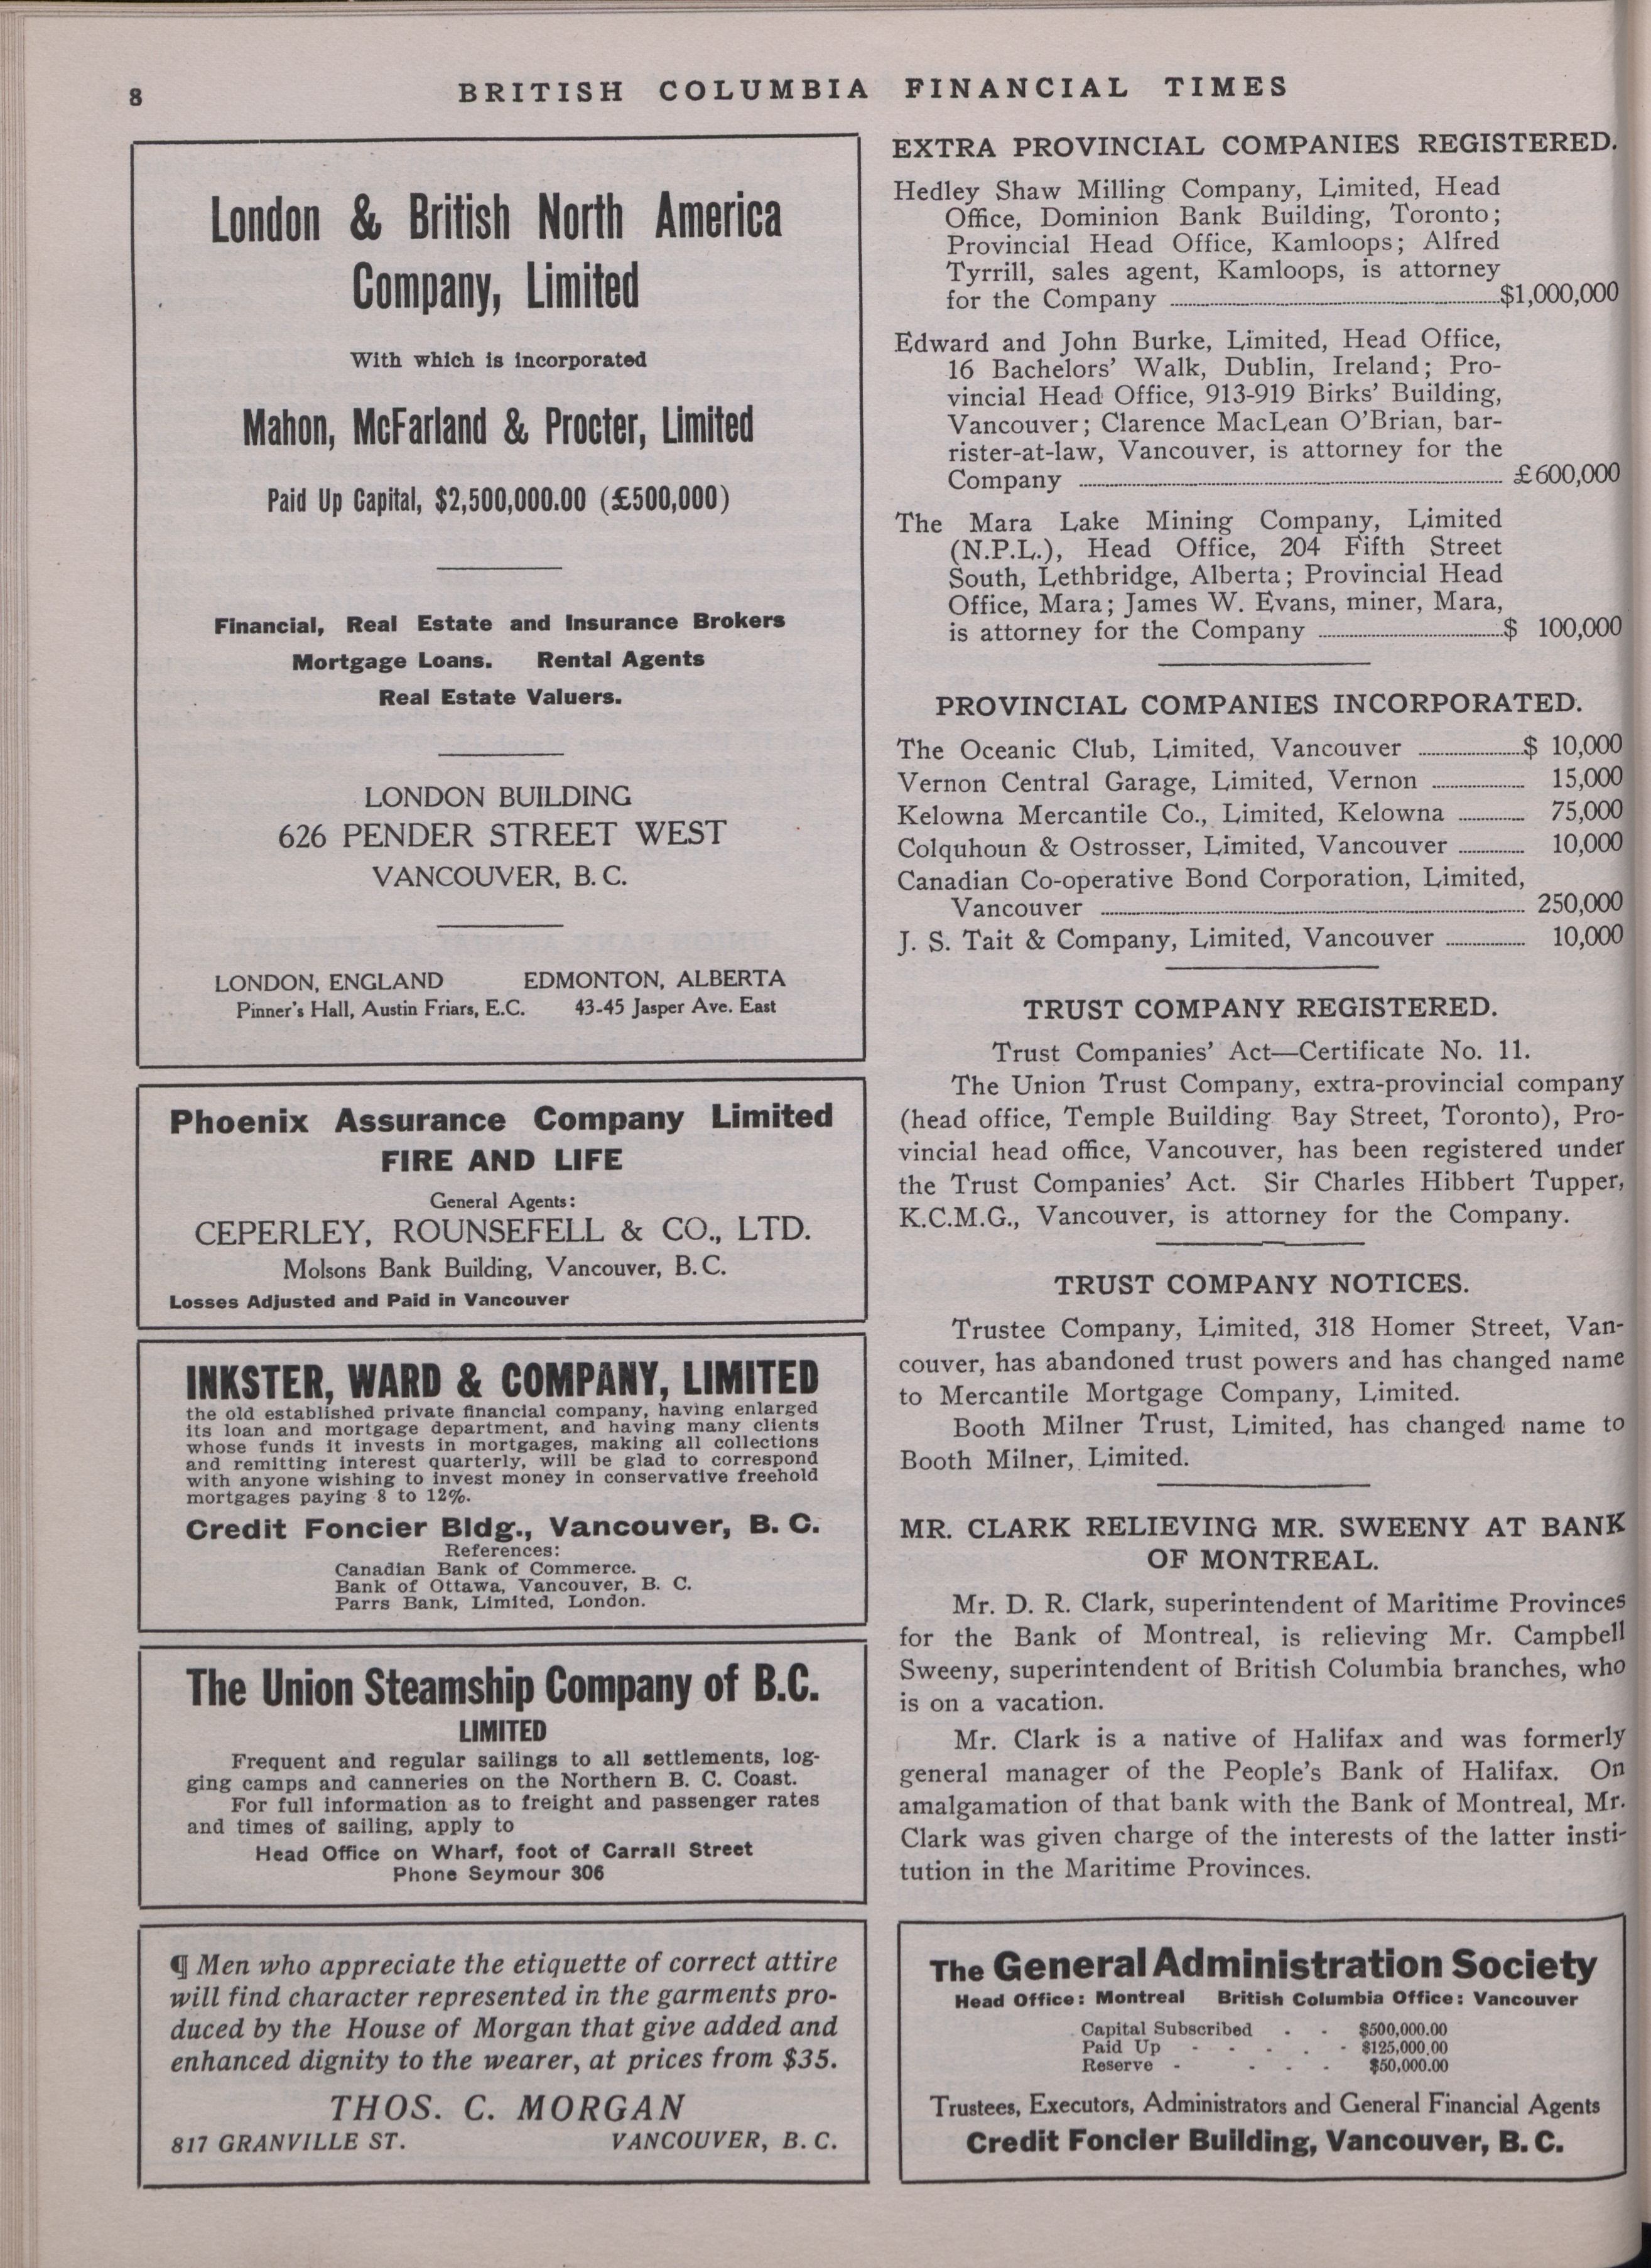 8
BRITISH COLUMBIA FINANCIAL TIMES
London & British North America
Company, Limited
With which is incorporated
Mahon, McFarland & Procter, Limited
Paid Up Capital, $2,500,000.00 (£500,000)
Financial, Real Estate and Insurance Brokers
Mortgage Loans. Rental Agents
Real Estate Valuers.
LONDON BUILDING
626 PENDER STREET WEST
VANCOUVER, B. C.
LONDON, ENGLAND EDMONTON, ALBERTA
Pinner's Hall, Austin Friars, E.C. 43-45 Jasper Ave. East
Phoenix Assurance Company Limited
FIRE AND LIFE
General Agents:
CEPERLEY, ROUNSEFELL & CO., LTD.
Molsons Bank Building, Vancouver, B. C.
Losses Adjusted and Paid in Vancouver
INKSTER, WARD & COMPANY, LIMITED
the old established private financial company, having enlarged
its loan and mortgage department, and having many clients
whose funds it invests in mortgages, making all collections
and remitting interest quarterly, will be glad to correspond
with anyone wishing to invest money in conservative freehold
mortgages paying 8 to 12%.
Credit Foncier Bldg., Vancouver, B. C.
References:
Canadian Bank of Commerce.
Bank of Ottawa, Vancouver, B. C.
Parrs Bank, Limited, London.
The Union Steamship Company of B.C.
LIMITED
Frequent and regular sailings to all settlements, log-
ging camps and canneries on the Northern B. C. Coast.
For full information as to freight and passenger rates
and times of sailing, apply to
Head Office on Wharf, foot of Carrall Street
Phone Seymour 306
¶ Men who appreciate the etiquette of correct attire
will find character represented in the garments pro-
duced by the House of Morgan that give added and
enhanced dignity to the wearer, at prices from $35.
THOS. C. MORGAN
817 GRANVILLE ST. VANCOUVER, B. C.
EXTRA PROVINCIAL COMPANIES REGISTERED.
Hedley Shaw Milling Company, Limited, Head
Office, Dominion Bank Building, Toronto;
Provincial Head Office, Kamloops; Alfred
Tyrrill, sales agent, Kamloops, is attorney
for the Company $1,000,000
Edward and John Burke, Limited, Head Office,
16 Bachelors' Walk, Dublin, Ireland; Pro-
vincial Head Office, 913-919 Birks' Building,
Vancouver; Clarence MacLean O'Brian, bar-
rister-at-law, Vancouver, is attorney for the
Company £600,000
The Mara Lake Mining Company, Limited
(N.P.L.), Head Office, 204 Fifth Street
South, Lethbridge, Alberta; Provincial Head
Office, Mara; James W. Evans, miner, Mara,
is attorney for the Company $ 100,000
PROVINCIAL COMPANIES INCORPORATED.
The Oceanic Club, Limited, Vancouver $ 10,000
Vernon Central Garage, Limited, Vernon 15,000
Kelowna Mercantile Co., Limited, Kelowna 75,000
Colquhoun & Ostrosser, Limited, Vancouver 10,000
Canadian Co-operative Bond Corporation, Limited,
Vancouver 250,000
J. S. Tait & Company, Limited, Vancouver 10,000
TRUST COMPANY REGISTERED.
Trust Companies' Act—Certificate No. 11.
The Union Trust Company, extra-provincial company
(head office, Temple Building Bay Street, Toronto), Pro-
vincial head office, Vancouver, has been registered under
the Trust Companies' Act. Sir Charles Hibbert Tupper,
K.C.M.G., Vancouver, is attorney for the Company.
TRUST COMPANY NOTICES.
Trustee Company, Limited, 318 Homer Street, Van-
couver, has abandoned trust powers and has changed name
to Mercantile Mortgage Company, Limited.
Booth Milner Trust, Limited, has changed name to
Booth Milner, Limited.
MR. CLARK RELIEVING MR. SWEENY AT BANK
OF MONTREAL.
Mr. D. R. Clark, superintendent of Maritime Provinces
for the Bank of Montreal, is relieving Mr. Campbell
Sweeny, superintendent of British Columbia branches, who
is on a vacation.
Mr. Clark is a native of Halifax and was formerly
general manager of the People's Bank of Halifax. On
amalgamation of that bank with the Bank of Montreal, Mr.
Clark was given charge of the interests of the latter insti-
tution in the Maritime Provinces.
The General Administration Society
Head Office: Montreal British Columbia Office: Vancouver
Capital Subscribed - - $500,000.00
Paid Up - - - - - $125,000.00
Reserve - - - - $50,000.00
Trustees, Executors, Administrators and General Financial Agents
Credit Foncier Building, Vancouver, B. C.